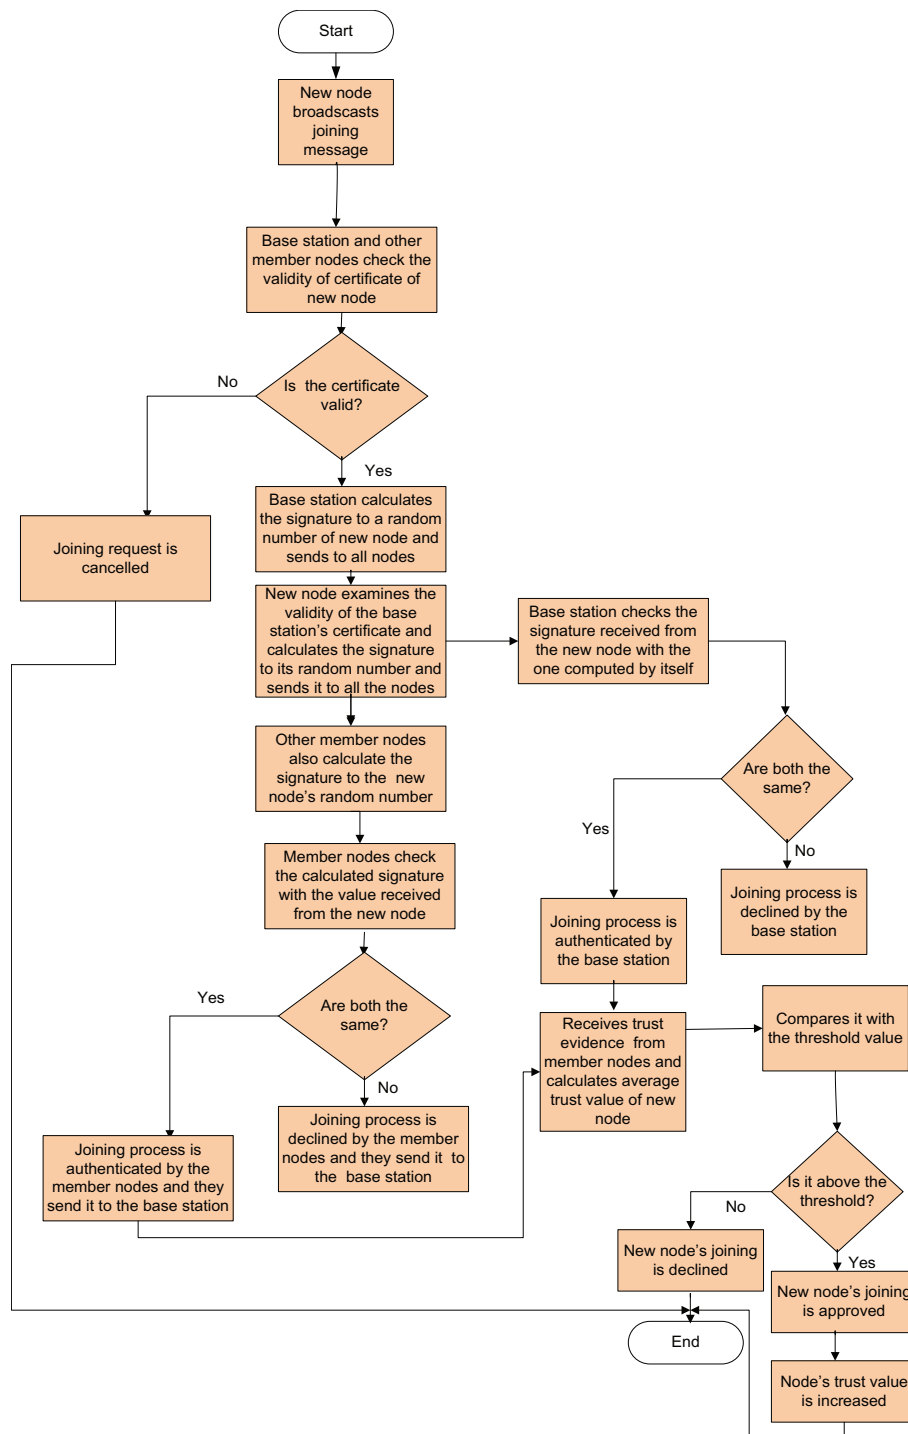 Start
New node
broadscasts
joining
message
Base station and other
member nodes check the
validity of certificate of
new node
Is the certificate
valid?
No
Yes
Base station calculates
the signature to a random
number of new node and
sends to all nodes
Joining request is
cancelled
New node examines the
validity of the base
station's certificate and
calculates the signature
to its random number and
sends it to all the nodes
Base station checks the
signature received from
the new node with the
one computed by itself
Other member nodes
also calculate the
signature to the new
node's random number
Are both the
same?
Yes
No
Member nodes check
the calculated signature
with the value received
from the new node
Joining process is
declined by the
base station
Joining process is
authenticated by
the base station
Are both the
same?
Yes
No
Receives trust
evidence from
member nodes and
calculates average
trust value of new
node
Compares it with
the threshold value
Joining process is
declined by the member
nodes and they send it to
the base station
Joining process is
authenticated by the
member nodes and they
send it to the base station
Is it above the
threshold?
No
Yes
New node's joining
is declined
New node's joining
is approved
End
Node's trust value
is increased